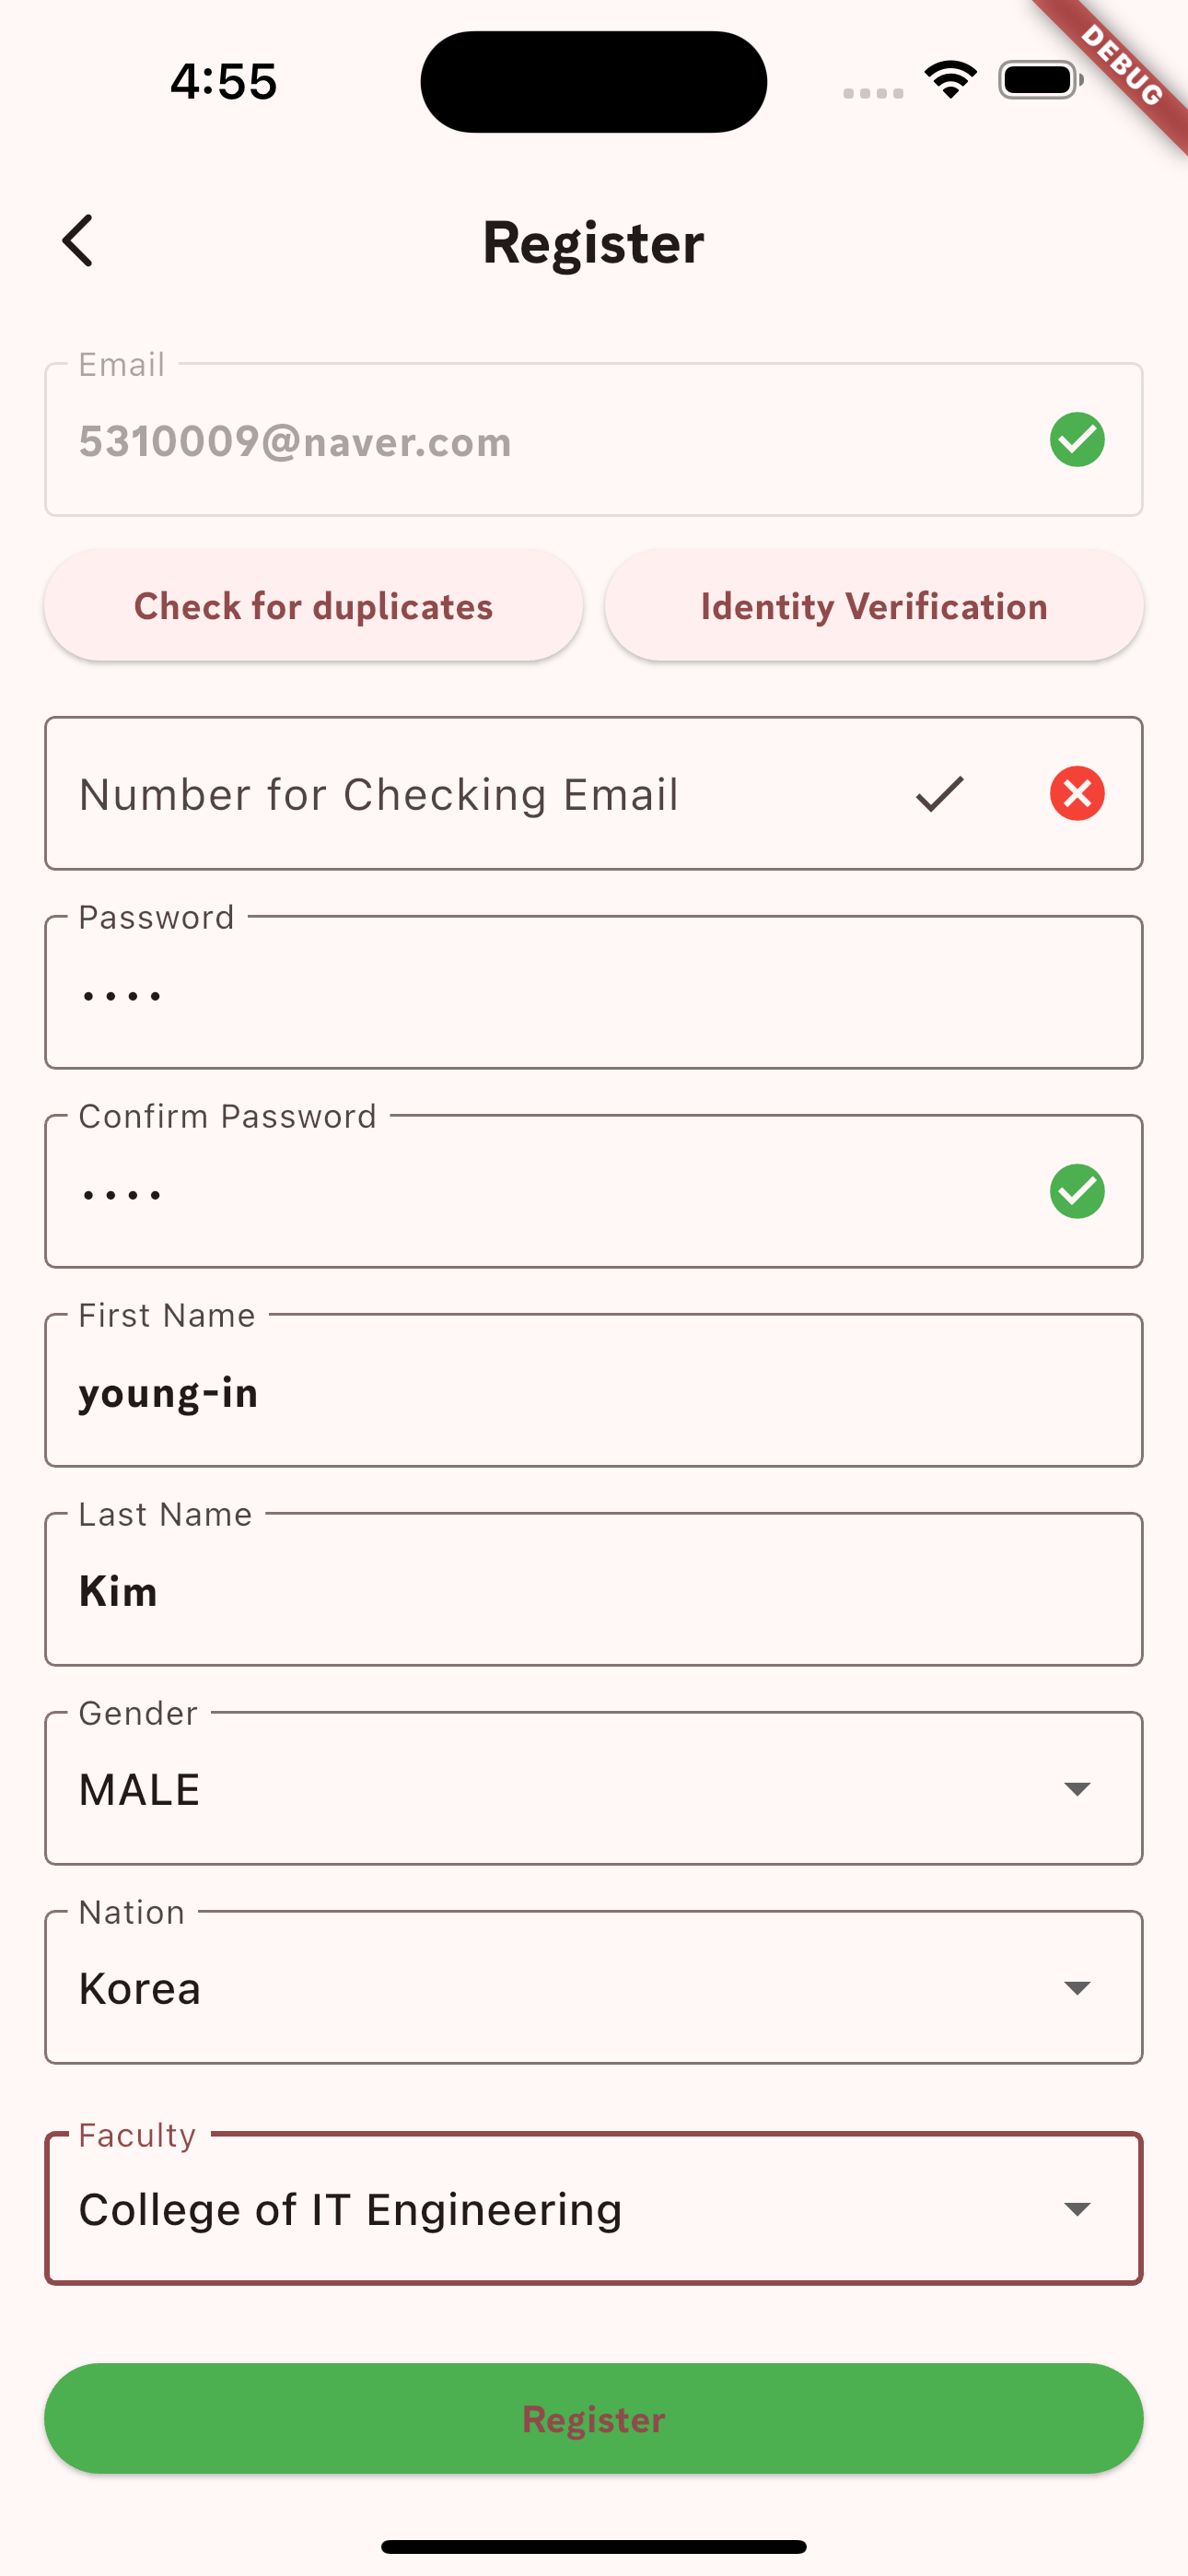 4:55
DEBUG
Register
Email
5310009@naver.com
Check for duplicates
Identity Verification
Number for Checking Email
Password
••••
Confirm Password
••••
First Name
young-in
Last Name
Kim
Gender
MALE
Nation
Korea
Faculty
College of IT Engineering
Register